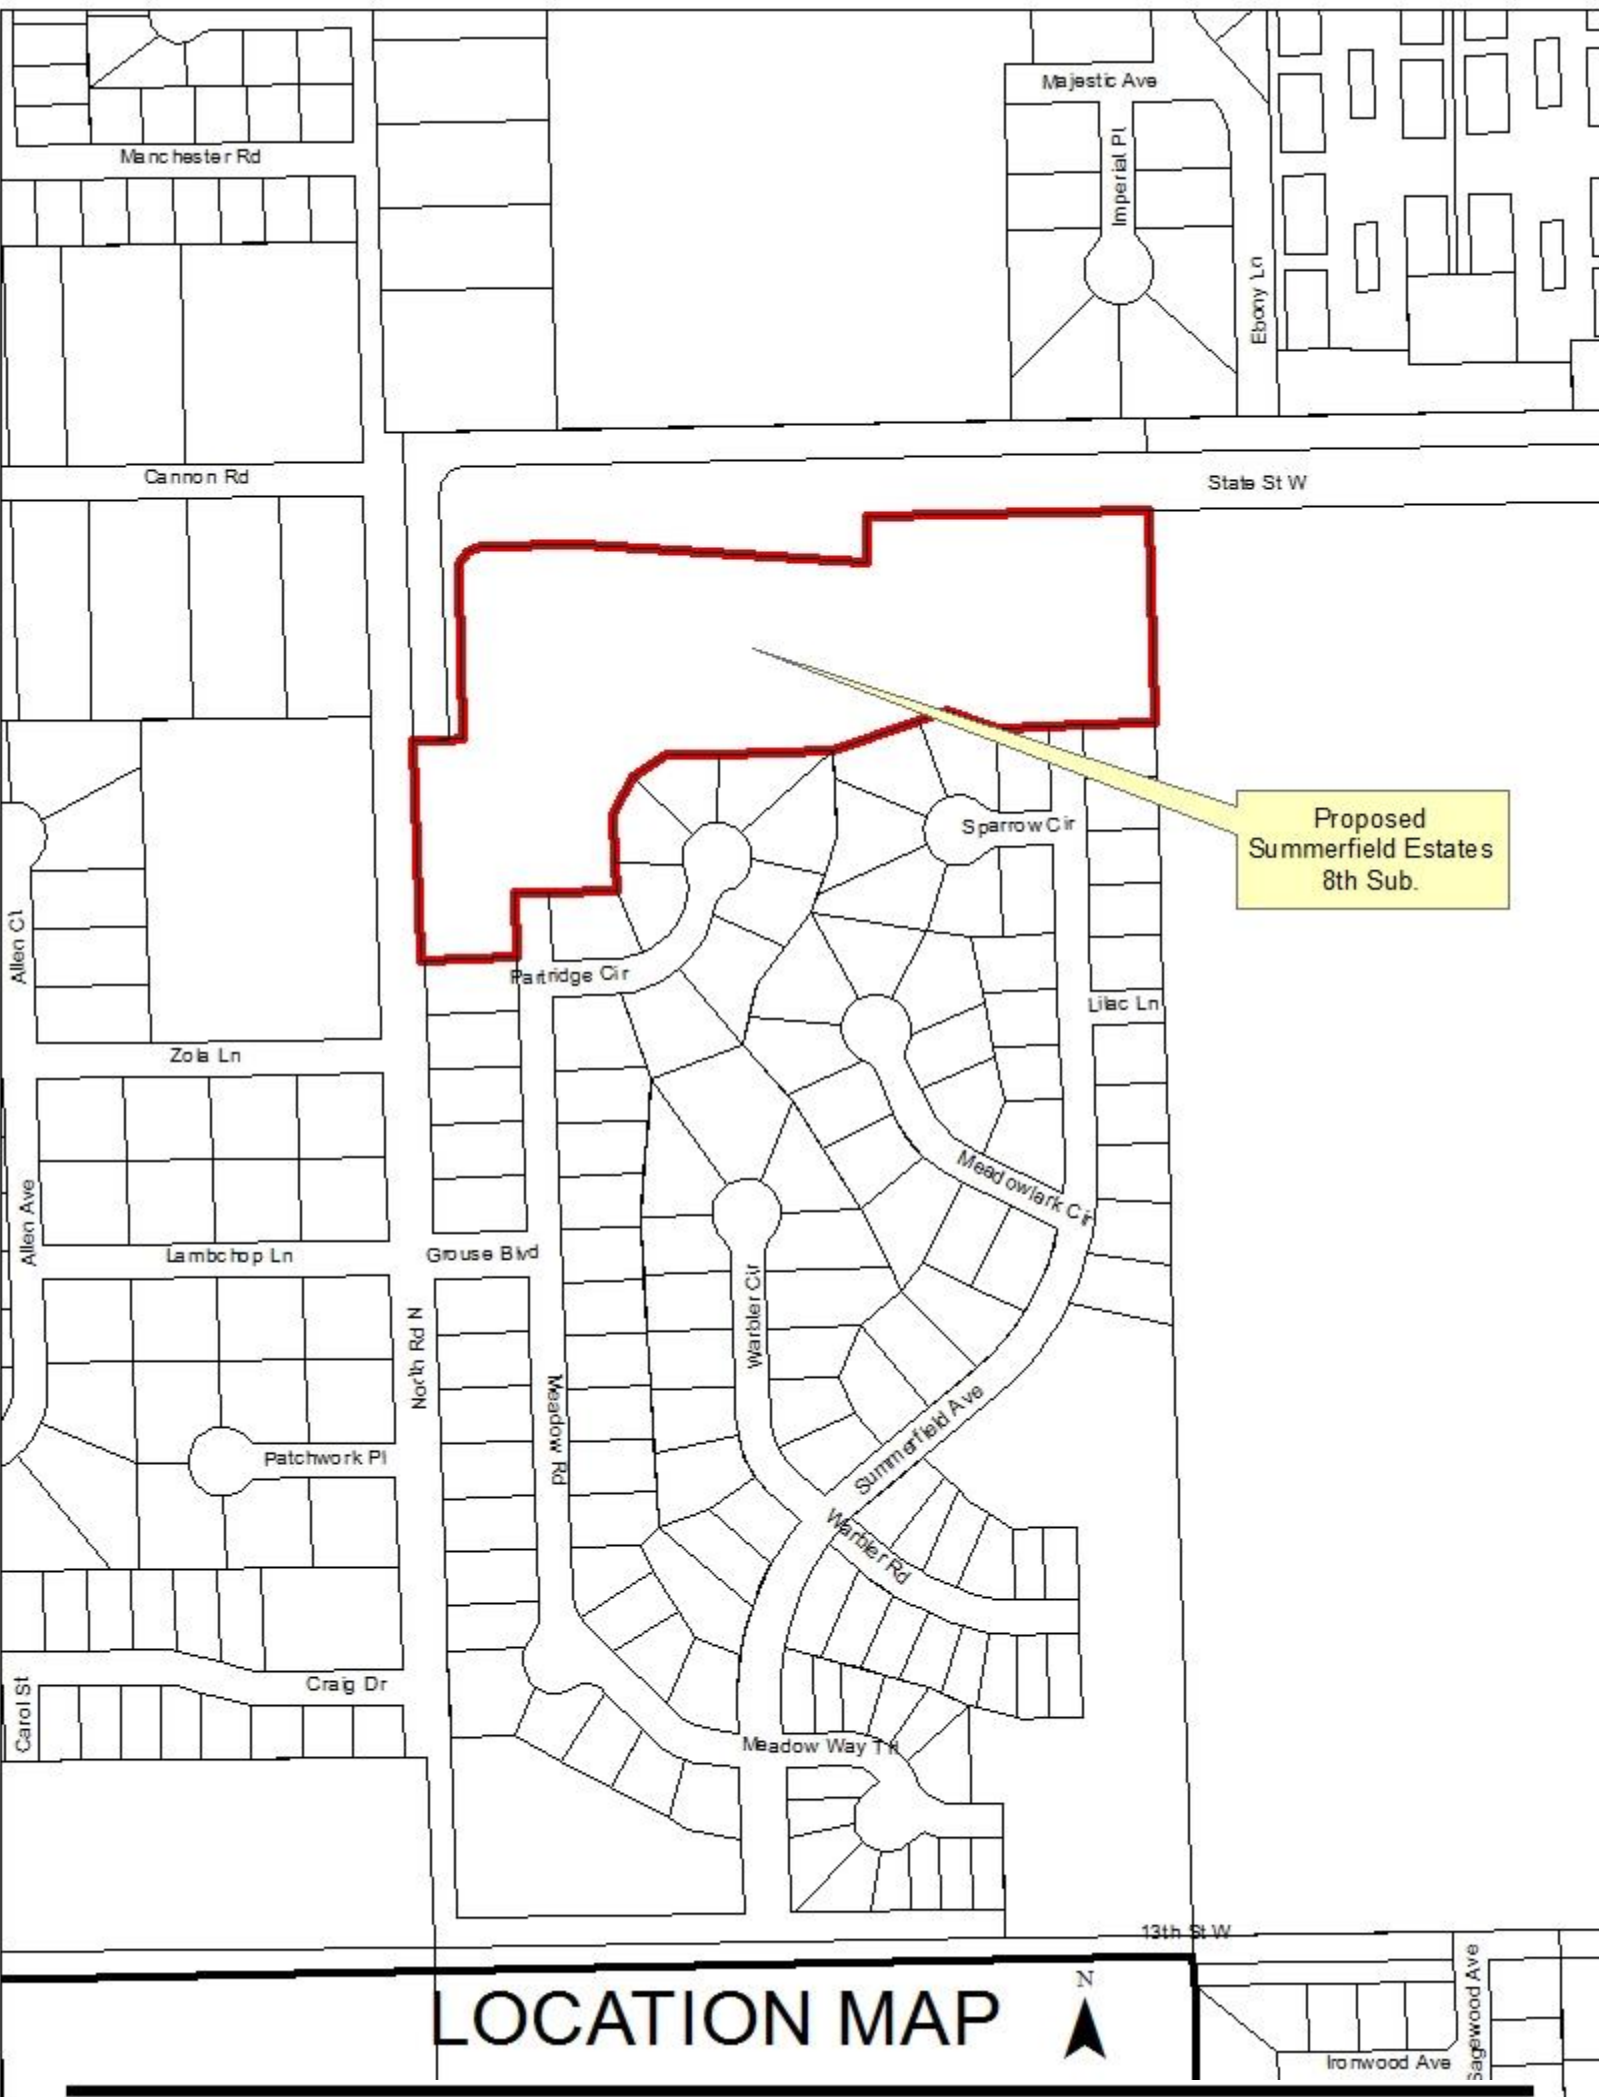 Majestic Ave
Manchester Rd
Imperial Pl
Ebony Ln
Cannon Rd
State St W
Proposed
Summerfield Estates
8th Sub.
Sparrow Cir
Allen Ct
Partridge Cir
Lilac Ln
Zola Ln
Meadowlark Cir
Allen Ave
Lambchop Ln
Grouse Blvd
Warbler Cir
North Rd N
Meadow Rd
Summerfield Ave
Patchwork Pl
Warbler Rd
Craig Dr
Carol St
Meadow Way Trl
13th St W
LOCATION MAP
N
Sagewood Ave
Ironwood Ave